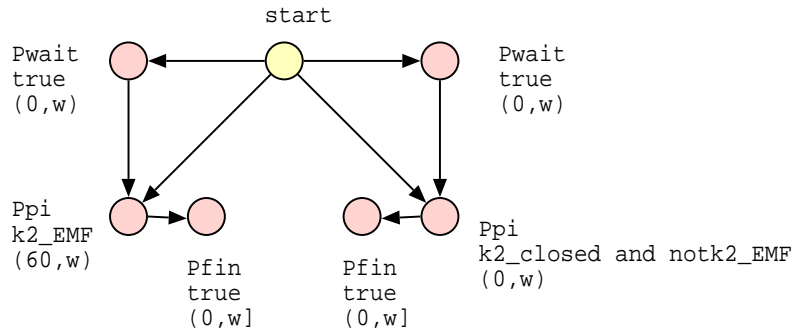 start
Pwait
true
(0,w)
Pwait
true
(0,w)
Ppi
k2_EMF
(60,w)
Pfin
true
(0,w]
Pfin
true
(0,w]
Ppi
k2_closed and notk2_EMF
(0,w)